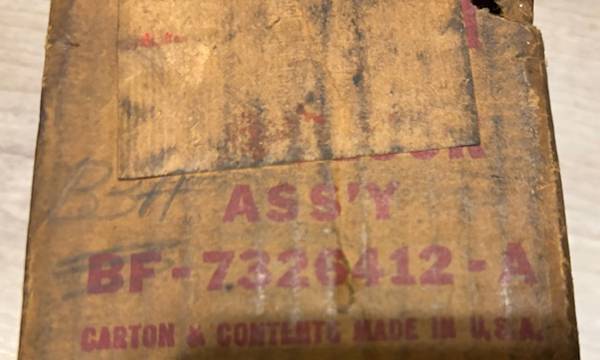 ASS'Y
BF-7326412-A
CARTON & CONTENTS MADE IN U.S.A.